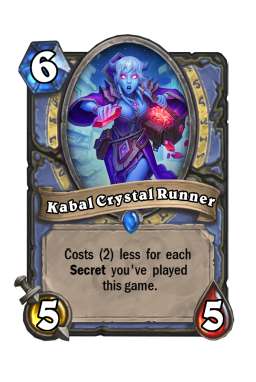 6
Kabal Crystal Runner
Costs (2) less for each
Secret you've played
this game.
5 5